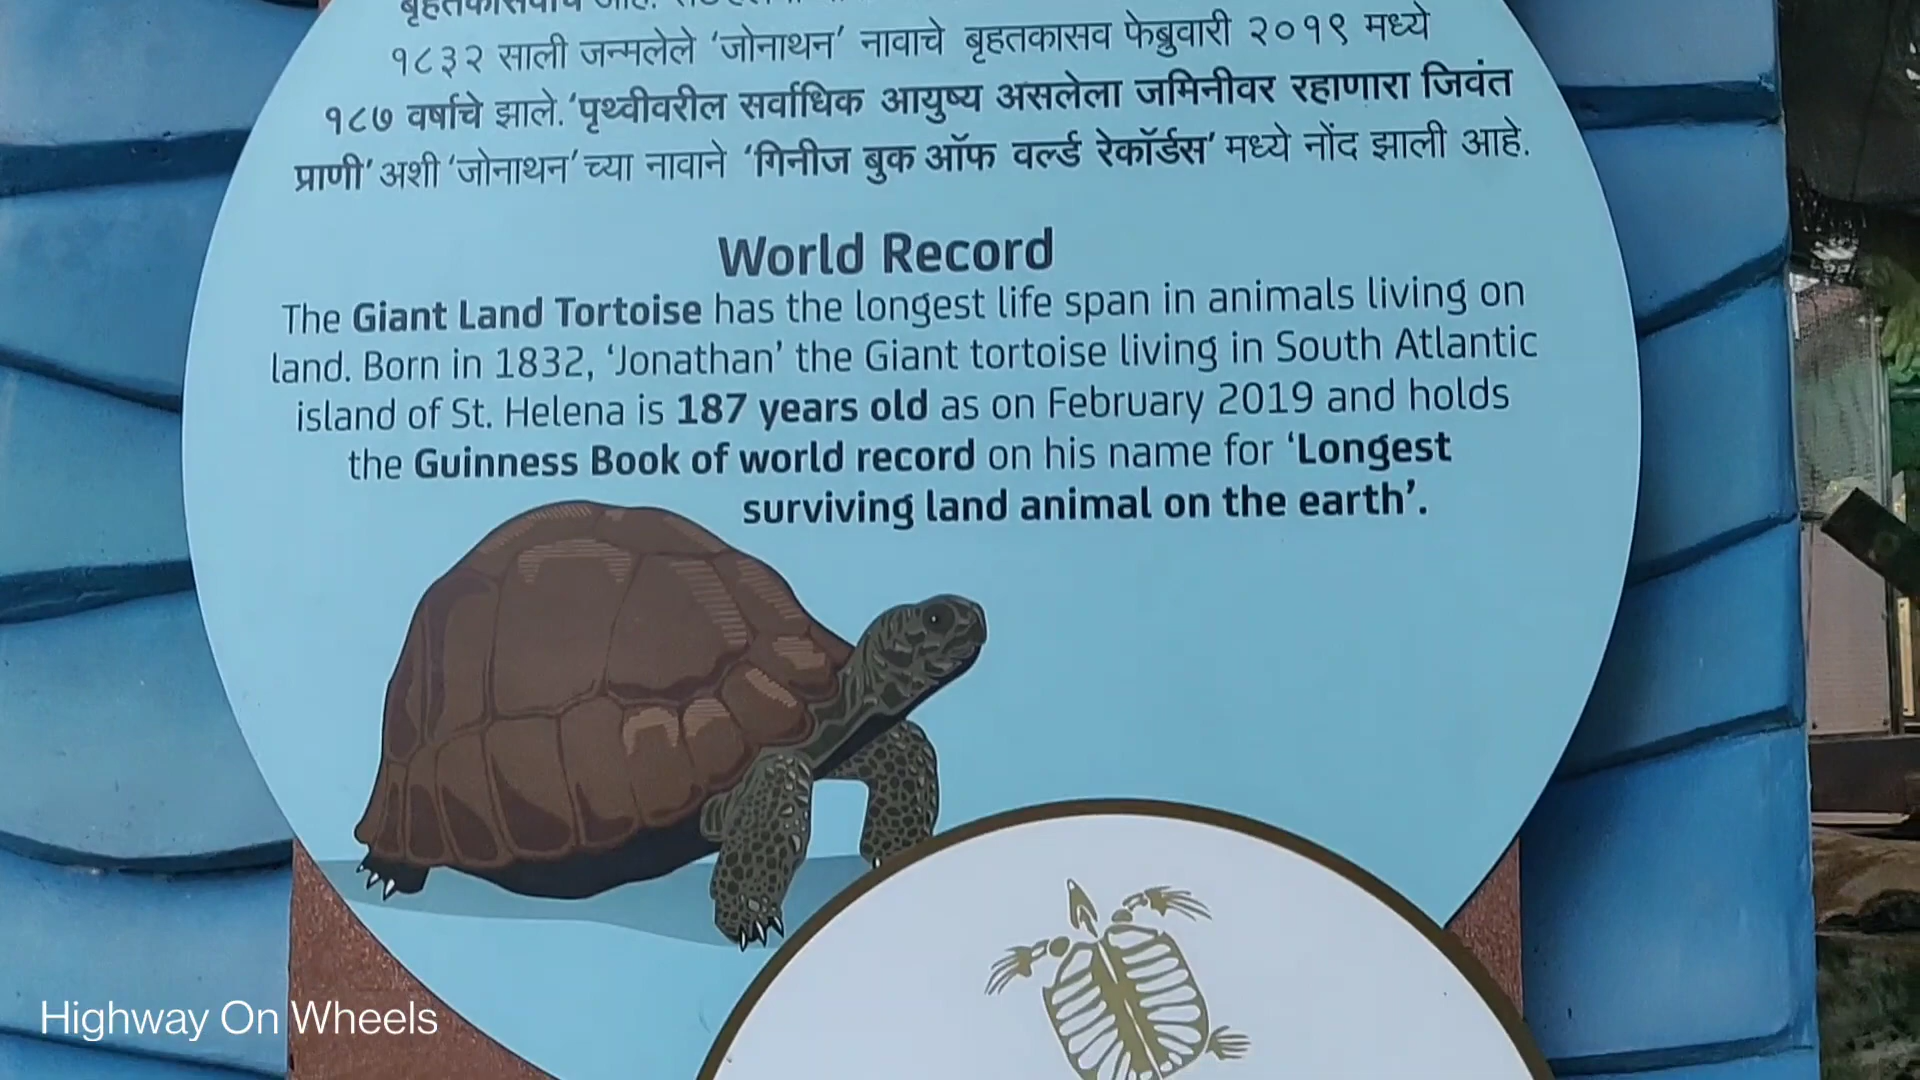 १८३२ साली जन्मलेले ‘जोनाथन’ नावाचे बृहतकासव फेब्रुवारी २०१९ मध्ये
१८७ वर्षाचे झाले. ‘पृथ्वीवरील सर्वाधिक आयुष्य असलेला जमिनीवर रहाणारा जिवंत
प्राणी’ अशी ‘जोनाथन’च्या नावाने ‘गिनीज बुक ऑफ वर्ल्ड रेकॉर्डस’ मध्ये नोंद झाली आहे.
World Record
The Giant Land Tortoise has the longest life span in animals living on
land. Born in 1832, ‘Jonathan’ the Giant tortoise living in South Atlantic
island of St. Helena is 187 years old as on February 2019 and holds
the Guinness Book of world record on his name for ‘Longest
surviving land animal on the earth’.
Highway On Wheels